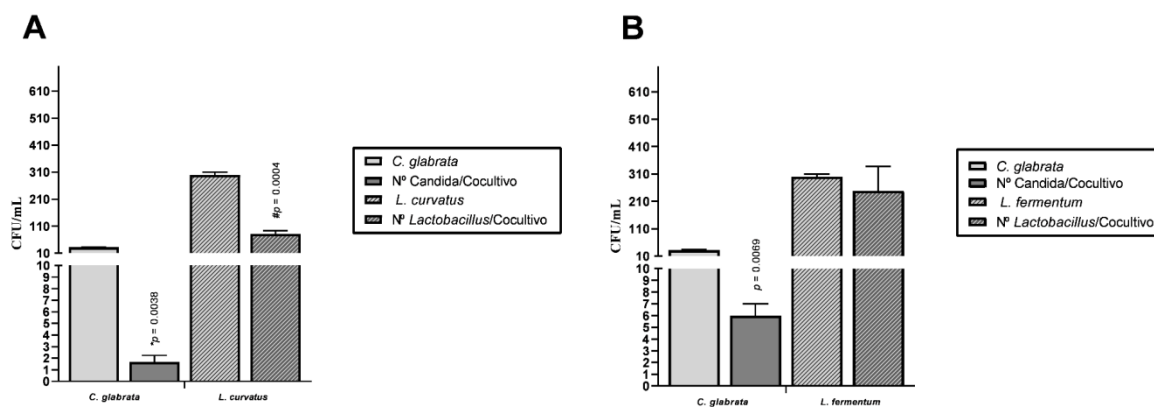 A
CFU/mL
610
510
410
310
210
110
10
10
9
8
7
6
5
4
3
2
1
0
*p = 0.0038
#p = 0.0004
C. glabrata
L. curvatus
C. glabrata
Nº Candida/Cocultivo
L. curvatus
Nº Lactobacillus/Cocultivo
B
CFU/mL
610
510
410
310
210
110
10
10
9
8
7
6
5
4
3
2
1
0
p = 0.0069
C. glabrata
L. fermentum
C. glabrata
Nº Candida/Cocultivo
L. fermentum
Nº Lactobacillus/Cocultivo